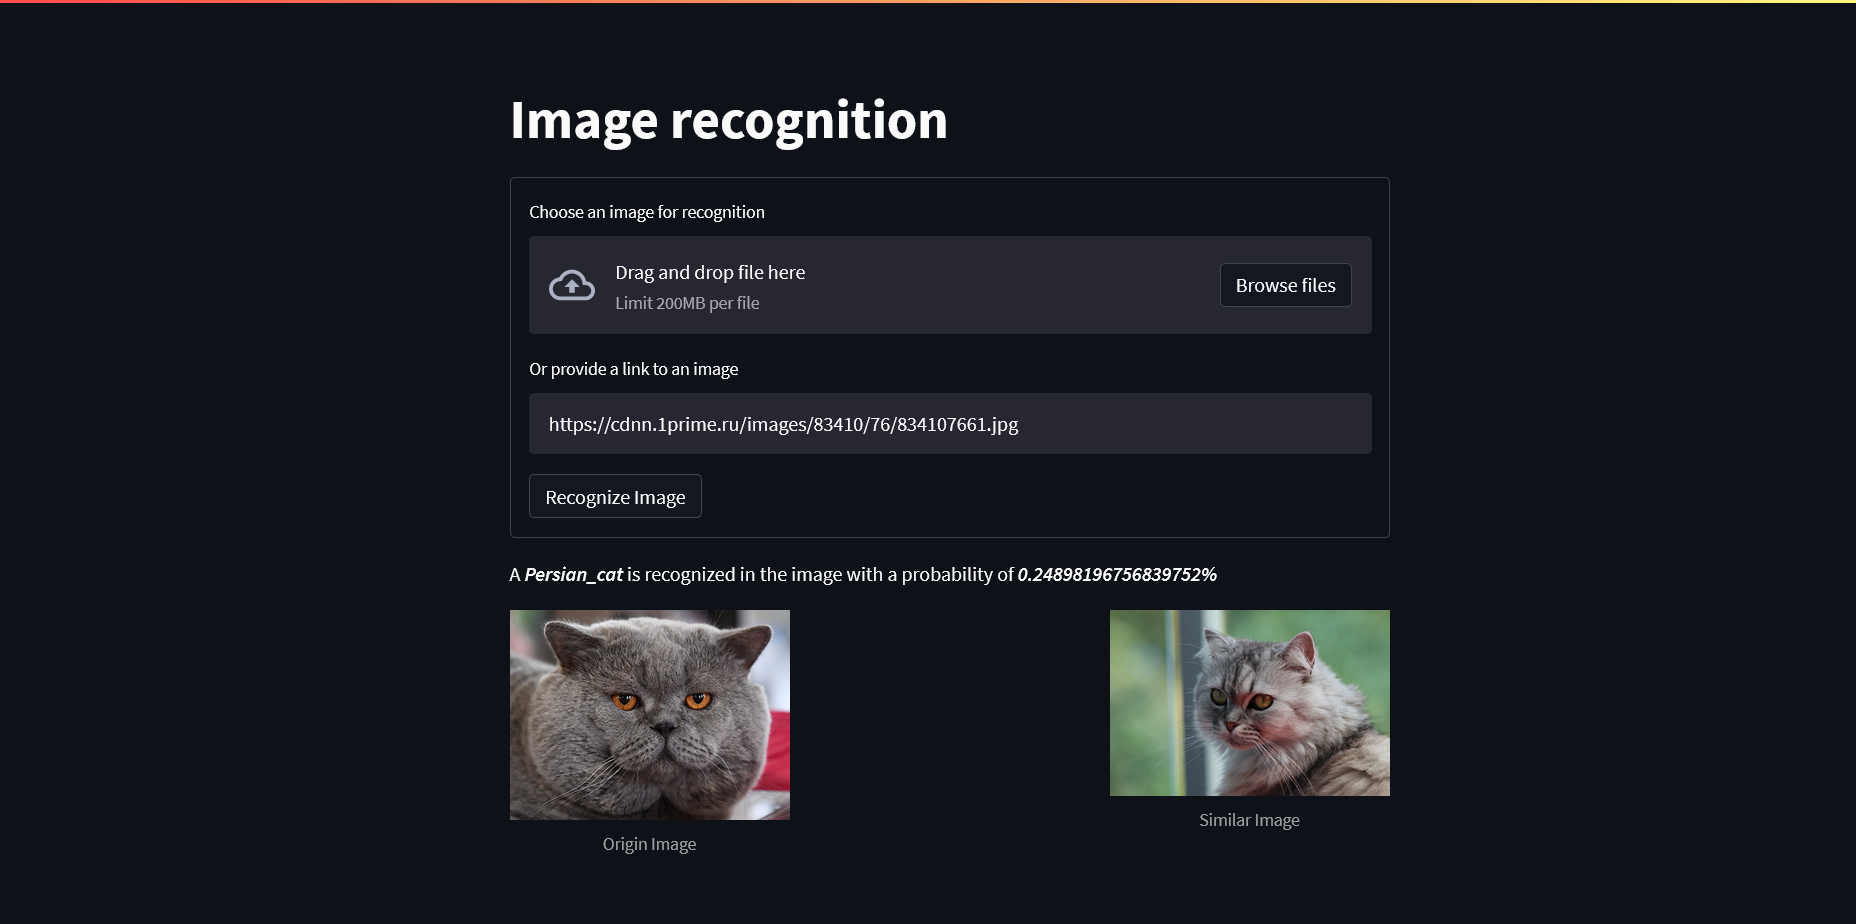 Image recognition
Choose an image for recognition
Drag and drop file here
Limit 200MB per file
Browse files
Or provide a link to an image
https://cdnn.1prime.ru/images/83410/76/834107661.jpg
Recognize Image
A Persian_cat is recognized in the image with a probability of 0.24898196756839752%
Origin Image
Similar Image